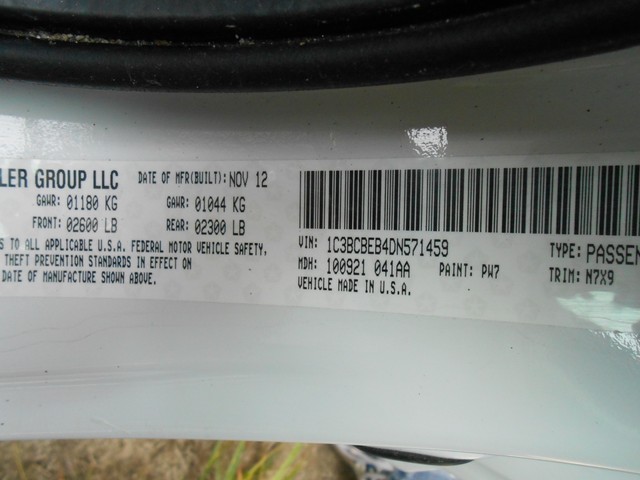 LER GROUP LLC DATE OF MFR(BUILT): NOV 12
GAWR: 01180 KG GAWR: 01044 KG
FRONT: 02600 LB REAR: 02300 LB
S TO ALL APPLICABLE U.S.A. FEDERAL MOTOR VEHICLE SAFETY,
THEFT PREVENTION STANDARDS IN EFFECT ON
DATE OF MANUFACTURE SHOWN ABOVE.
VIN: 1C3BCBEB4DN571459 TYPE: PASSEN
MDH: 100921 041AA PAINT: PW7 TRIM: N7X9
VEHICLE MADE IN U.S.A.